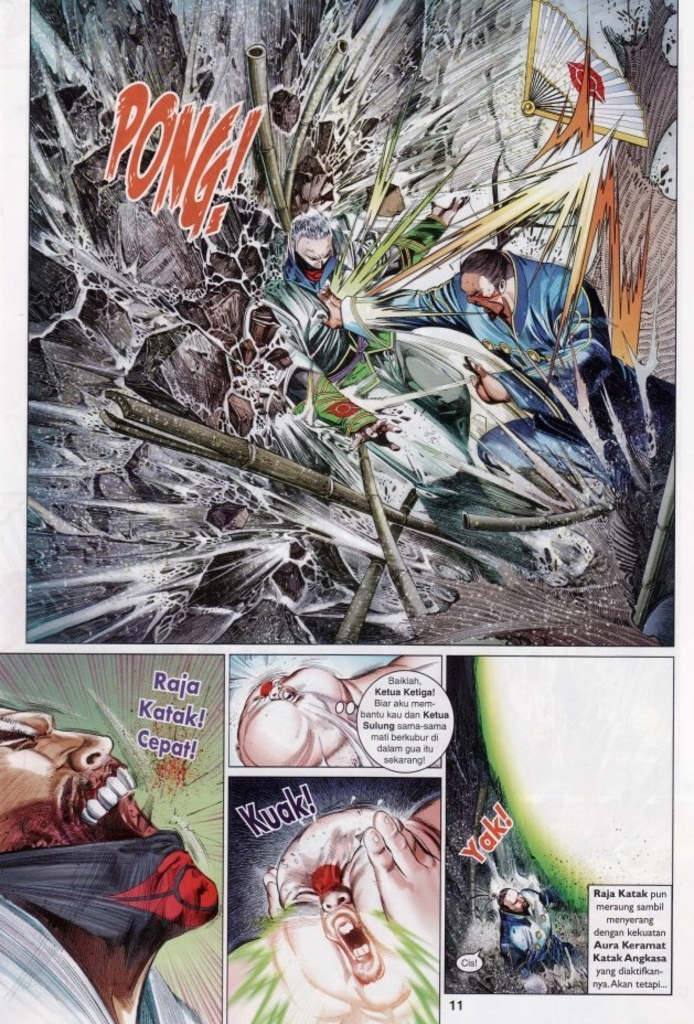 PONG!
Raja
Katak!
Cepat!
Baiklah,
Ketua Ketiga!
Biar aku mem-
bantu kau dan Ketua
Sulung sama-sama
mati berkubur di
dalam gua itu
sekarang!
Kuak!
Yak!
Cis!
Raja Katak pun
meraung sambil
menyerang
dengan kekuatan
Aura Keramat
Katak Angkasa
yang diaktifkan-
nya. Akan tetapi...
11